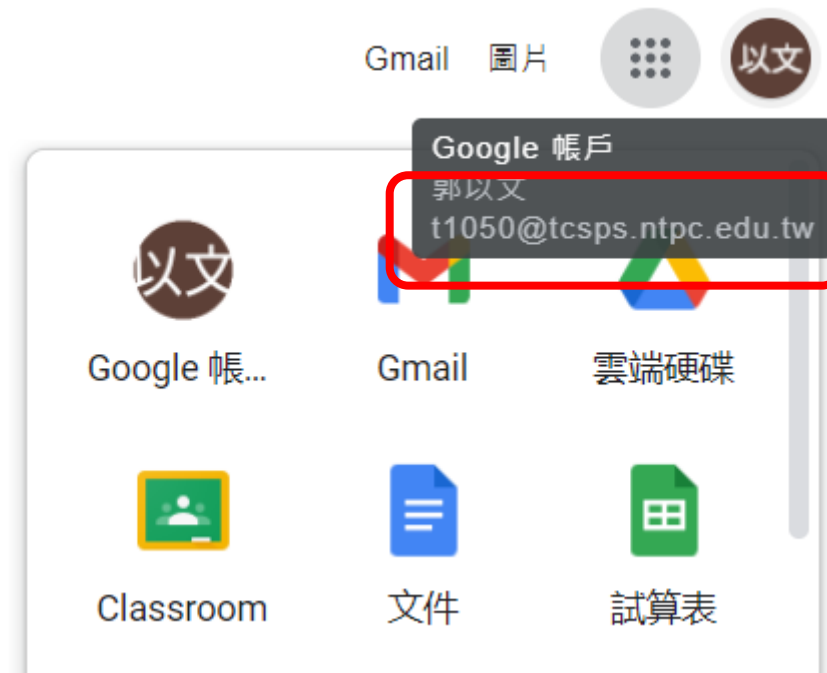 Gmail 圖片
以文
Google 帳戶
郭以文
t1050@tcsps.ntpc.edu.tw
以文
Google 帳... Gmail 雲端硬碟
Classroom 文件 試算表